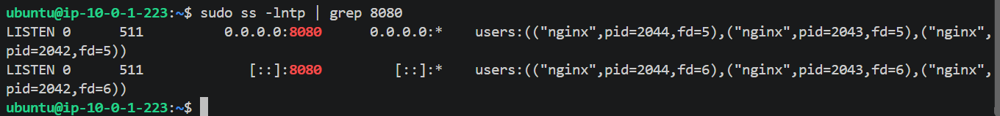 ubuntu@ip-10-0-1-223:~$ sudo ss -lntp | grep 8080
LISTEN 0      511          0.0.0.0:8080      0.0.0.0:*    users:(("nginx",pid=2044,fd=5),("nginx",pid=2043,fd=5),("nginx",
pid=2042,fd=5))
LISTEN 0      511             [::]:8080         [::]:*    users:(("nginx",pid=2044,fd=6),("nginx",pid=2043,fd=6),("nginx",
pid=2042,fd=6))
ubuntu@ip-10-0-1-223:~$